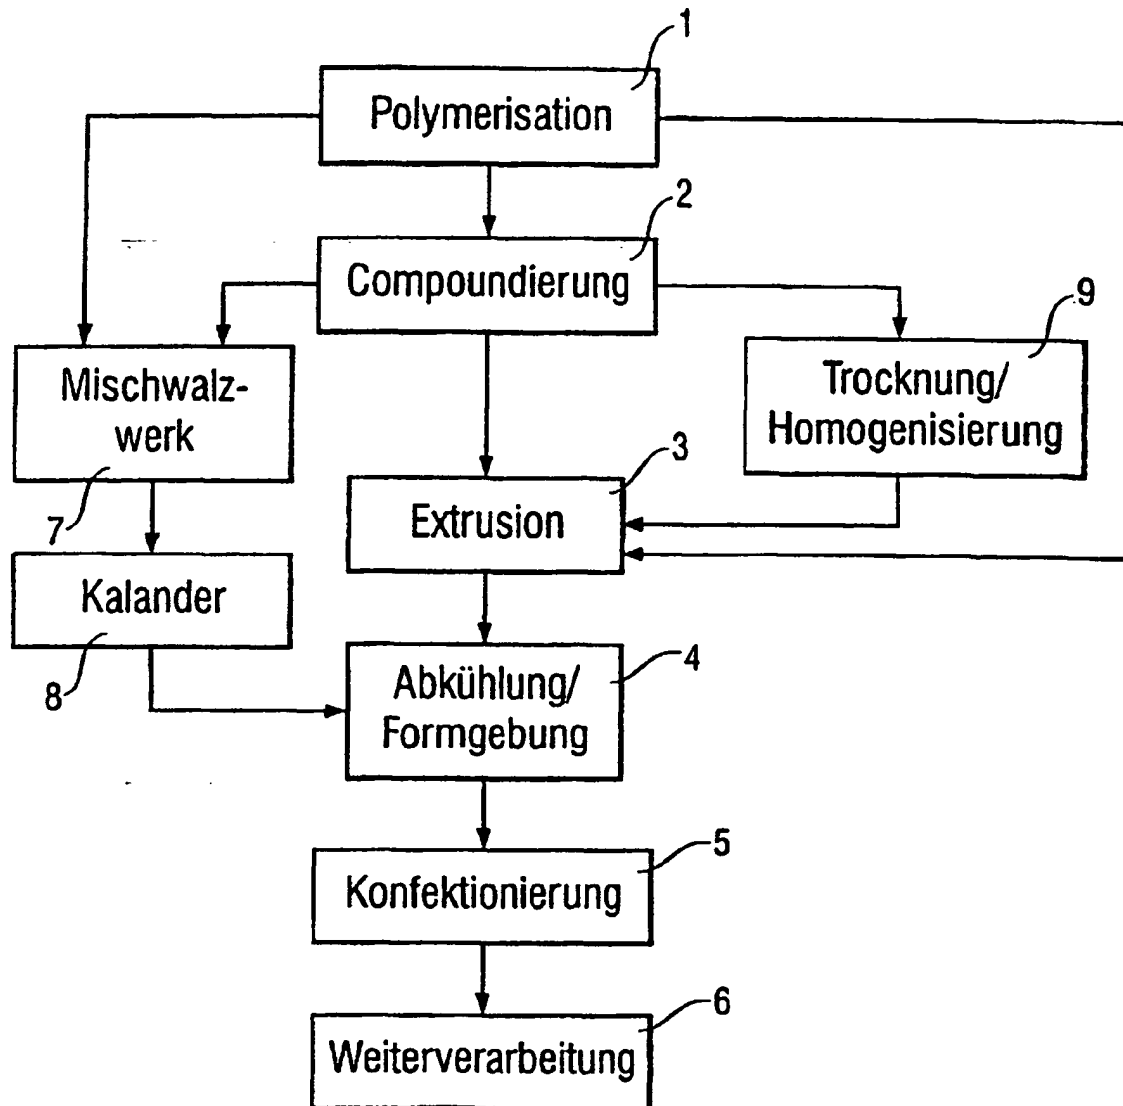 1
Polymerisation
2
Compoundierung
9
Mischwalz-
werk
Trocknung/
Homogenisierung
3
7
Extrusion
Kalander
8
4
Abkühlung/
Formgebung
5
Konfektionierung
6
Weiterverarbeitung